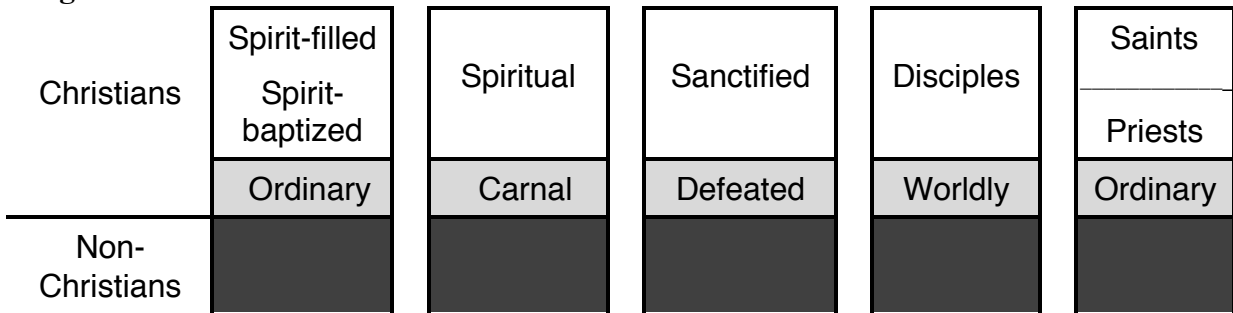 Christians
Spirit-filled
Spirit-
baptized
Spiritual
Sanctified
Disciples
Saints
Priests
Ordinary
Carnal
Defeated
Worldly
Ordinary
Non-
Christians